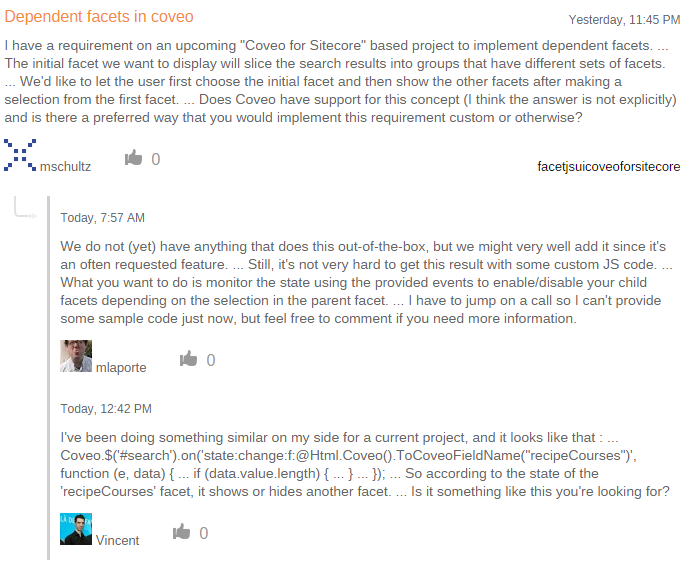 Dependent facets in coveo
Yesterday, 11:45 PM
I have a requirement on an upcoming "Coveo for Sitecore" based project to implement dependent facets. ...
The initial facet we want to display will slice the search results into groups that have different sets of facets.
... We'd like to let the user first choose the initial facet and then show the other facets after making a
selection from the first facet. ... Does Coveo have support for this concept (I think the answer is not explicitly)
and is there a preferred way that you would implement this requirement custom or otherwise?
mschultz
0
facetjsuicoveoforsitecore
Today, 7:57 AM
We do not (yet) have anything that does this out-of-the-box, but we might very well add it since it's
an often requested feature. ... Still, it's not very hard to get this result with some custom JS code. ...
What you want to do is monitor the state using the provided events to enable/disable your child
facets depending on the selection in the parent facet. ... I have to jump on a call so I can't provide
some sample code just now, but feel free to comment if you need more information.
mlaporte
0
Today, 12:42 PM
I've been doing something similar on my side for a current project, and it looks like that : ...
Coveo.$('#search').on('state:change:f:@Html.Coveo().ToCoveoFieldName("recipeCourses")',
function (e, data) { ... if (data.value.length) { ... } ... }); ... So according to the state of the
'recipeCourses' facet, it shows or hides another facet. ... Is it something like this you're looking for?
Vincent
0